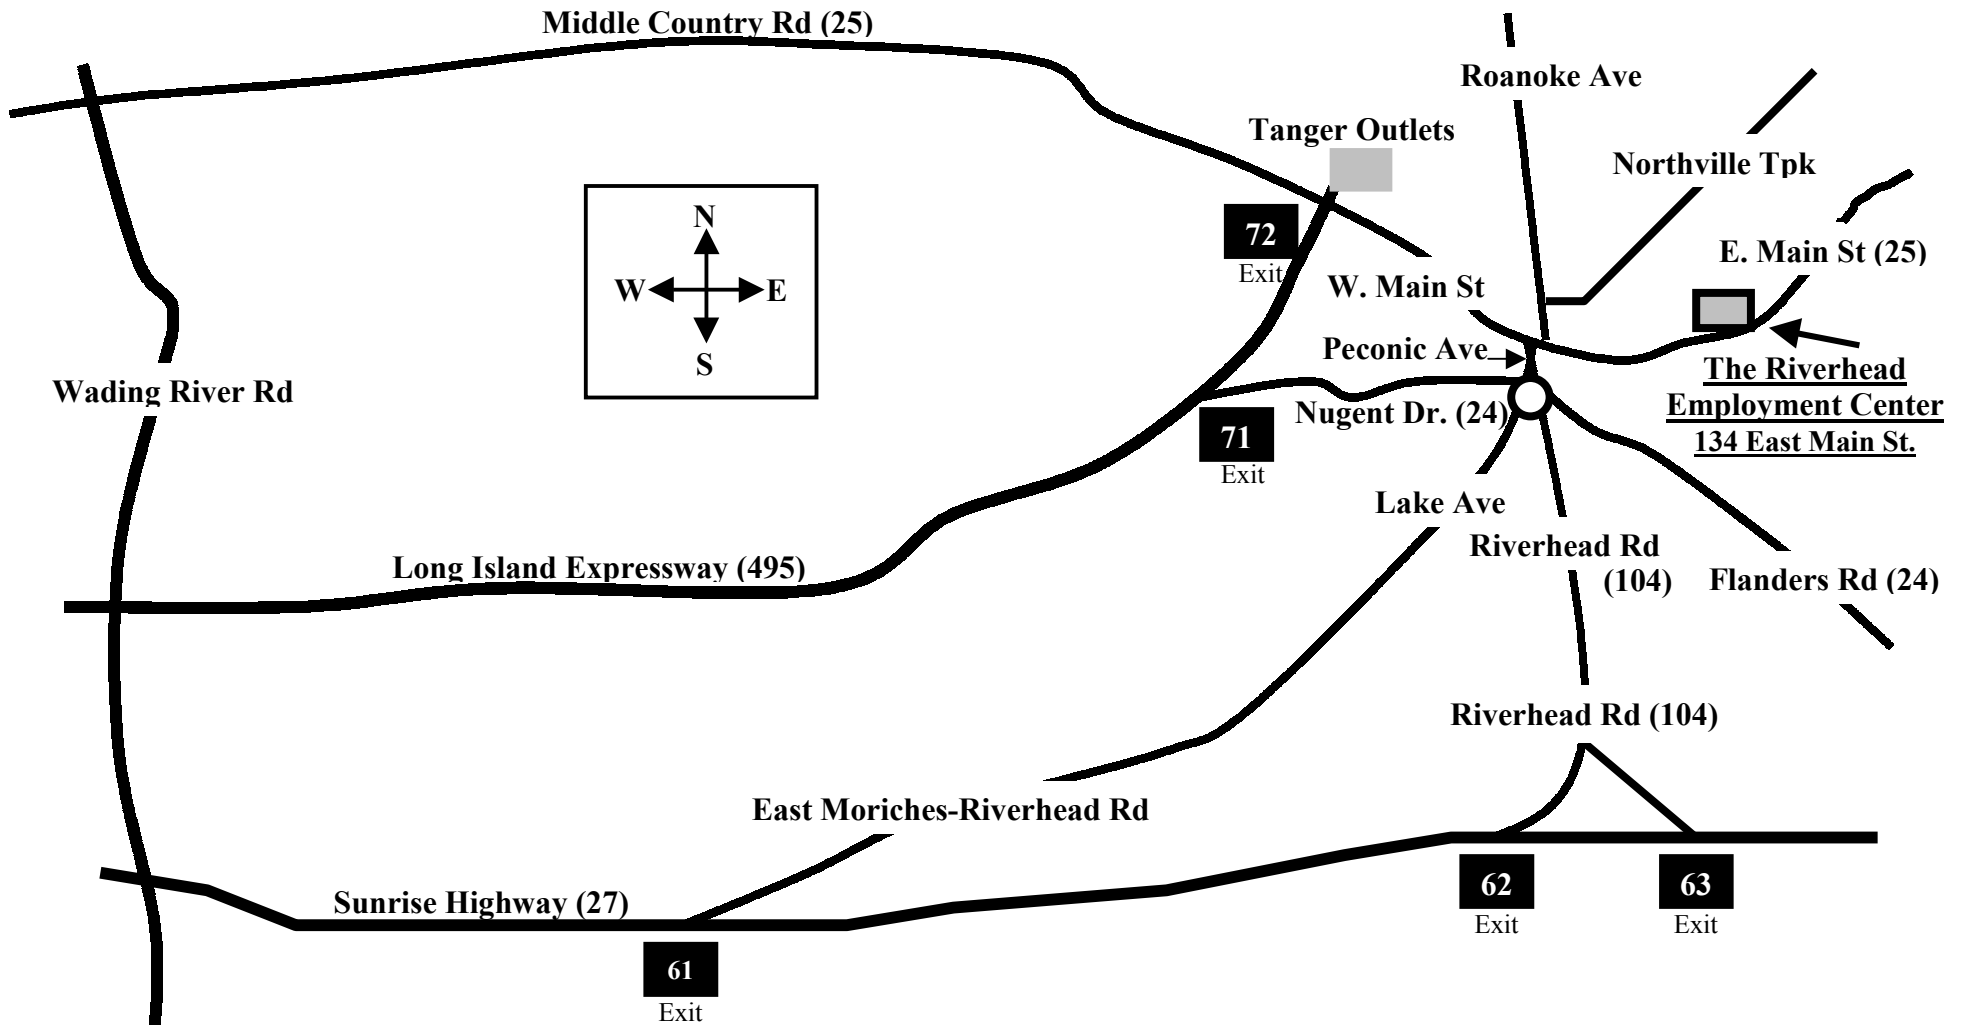 Middle Country Rd (25)
Roanoke Ave
Tanger Outlets
Northville Tpk
N
W E
S
72
Exit
E. Main St (25)
W. Main St
Peconic Ave
The Riverhead
Employment Center
134 East Main St.
Wading River Rd
Nugent Dr. (24)
71
Exit
Lake Ave
Riverhead Rd
(104)
Flanders Rd (24)
Long Island Expressway (495)
Riverhead Rd (104)
East Moriches-Riverhead Rd
Sunrise Highway (27)
62
Exit
63
Exit
61
Exit